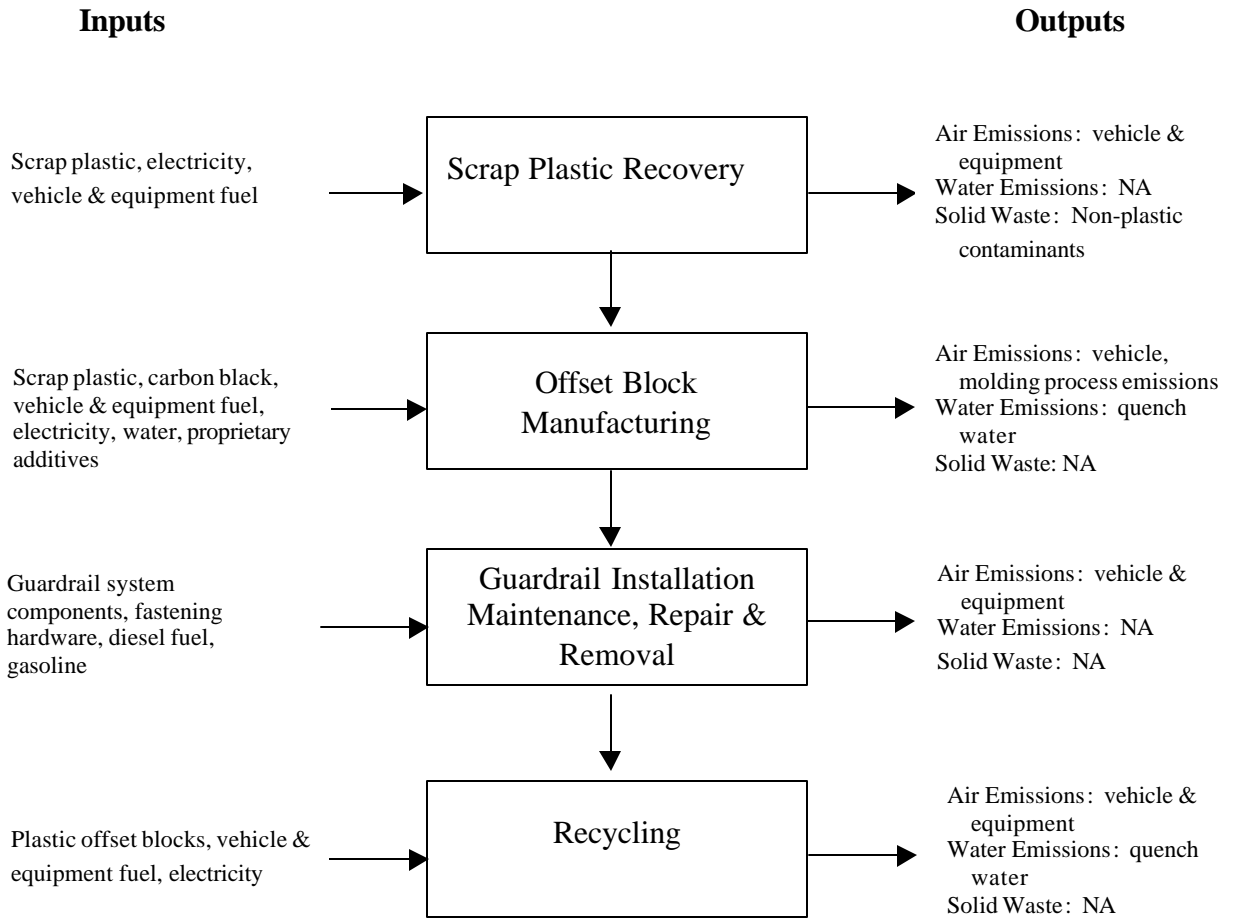 Inputs
Outputs
Scrap plastic, electricity,
vehicle & equipment fuel
Scrap Plastic Recovery
Air Emissions: vehicle &
equipment
Water Emissions: NA
Solid Waste: Non-plastic
contaminants
Scrap plastic, carbon black,
vehicle & equipment fuel,
electricity, water, proprietary
additives
Offset Block
Manufacturing
Air Emissions: vehicle,
molding process emissions
Water Emissions: quench
water
Solid Waste: NA
Guardrail system
components, fastening
hardware, diesel fuel,
gasoline
Guardrail Installation
Maintenance, Repair &
Removal
Air Emissions: vehicle &
equipment
Water Emissions: NA
Solid Waste: NA
Plastic offset blocks, vehicle &
equipment fuel, electricity
Recycling
Air Emissions: vehicle &
equipment
Water Emissions: quench
water
Solid Waste: NA